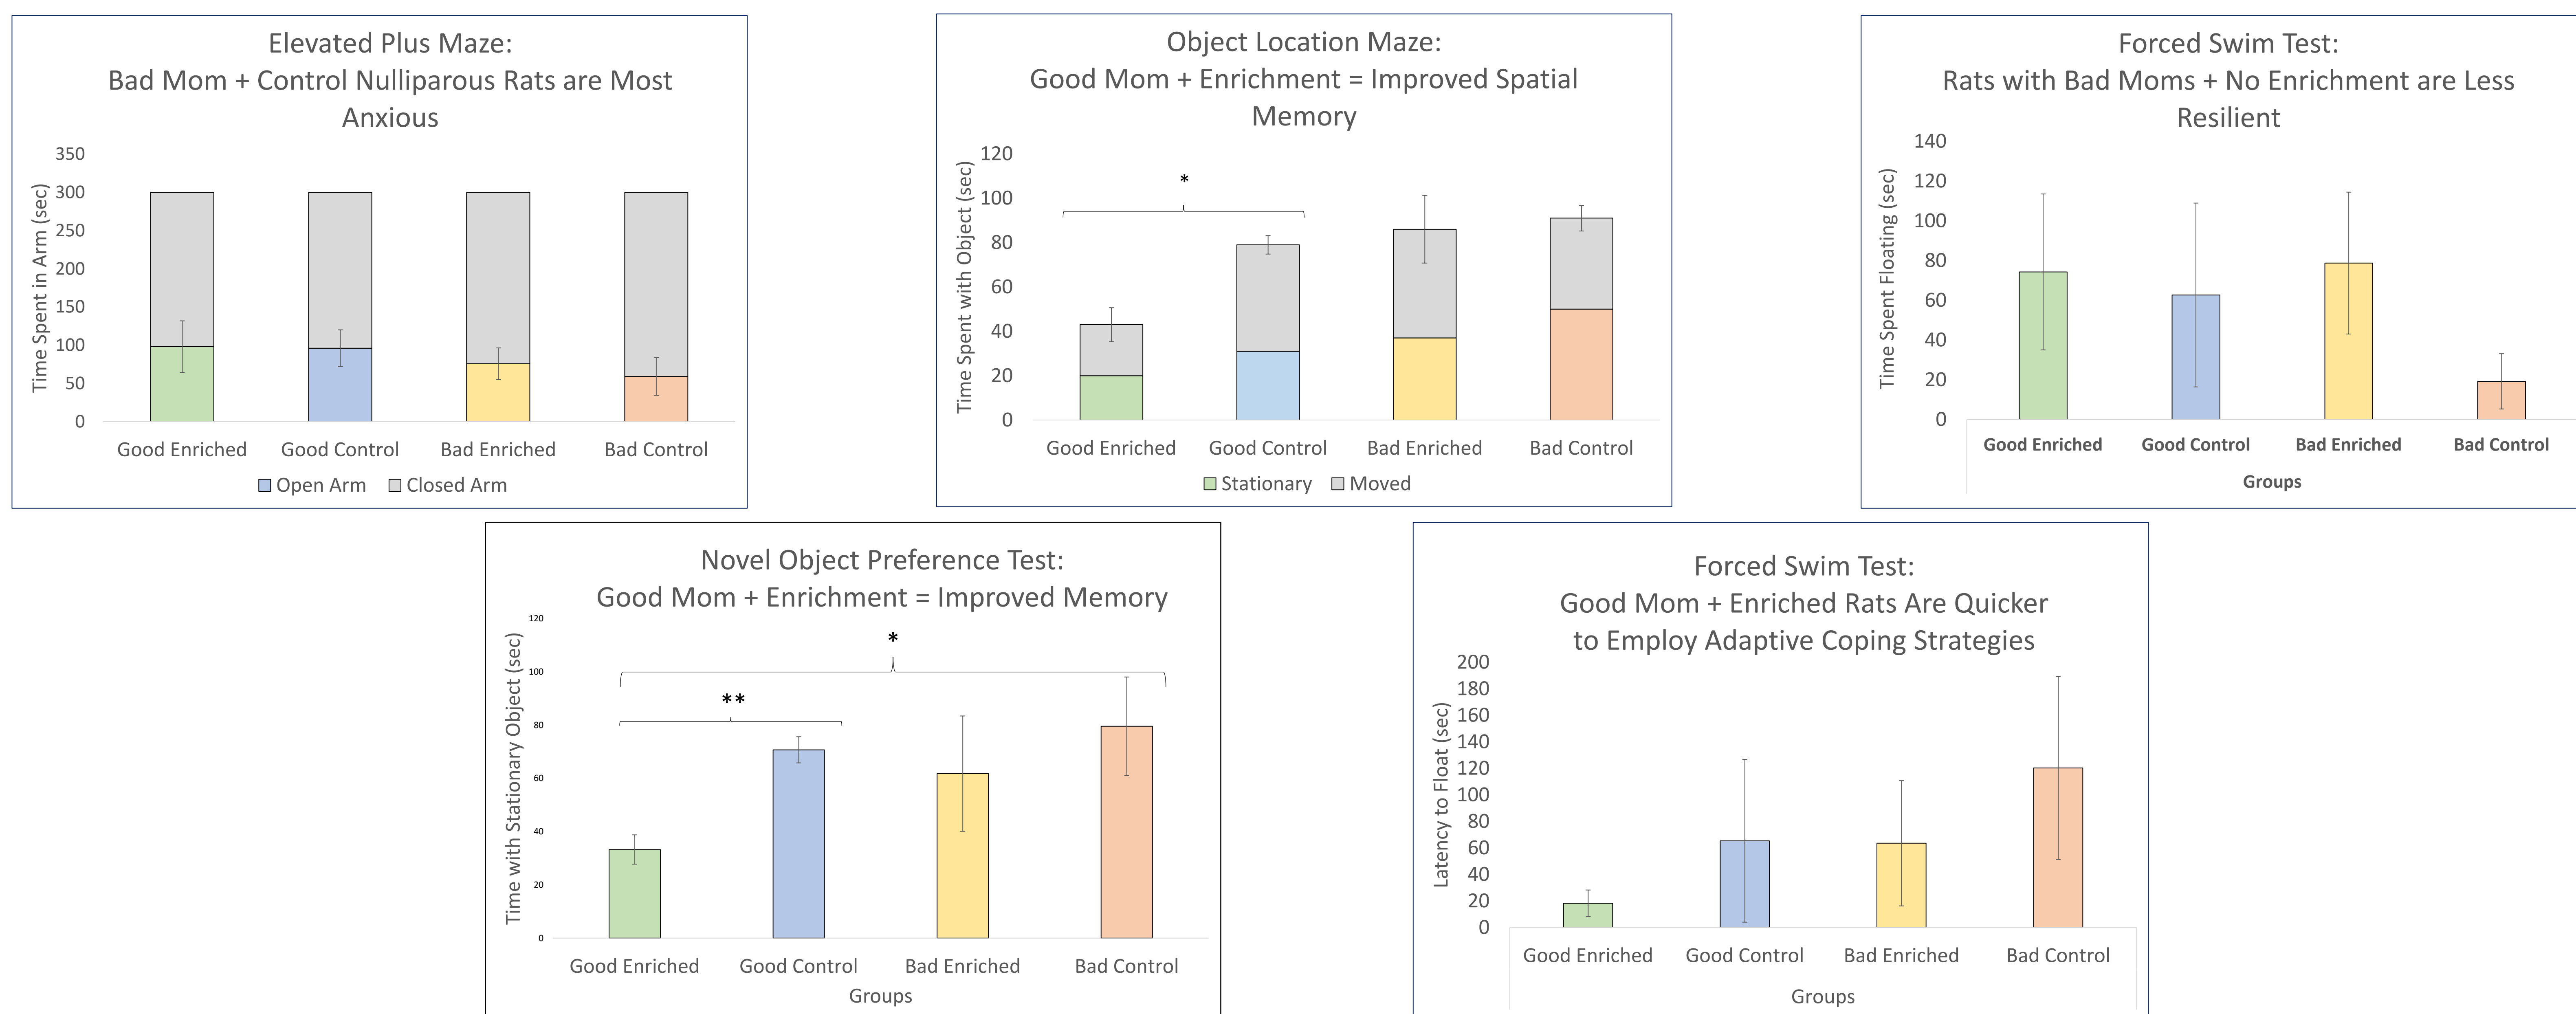 Elevated Plus Maze:
Bad Mom + Control Nulliparous Rats are Most
Anxious
Time Spent in Arm (sec)
350
300
250
200
150
100
50
0
Good Enriched
Good Control
Bad Enriched
Bad Control
Open Arm
Closed Arm
Object Location Maze:
Good Mom + Enrichment = Improved Spatial
Memory
Time Spent with Object (sec)
120
100
80
60
40
20
0
*
Good Enriched
Good Control
Bad Enriched
Bad Control
Stationary
Moved
Forced Swim Test:
Rats with Bad Moms + No Enrichment are Less
Resilient
Time Spent Floating (sec)
140
120
100
80
60
40
20
0
Good Enriched
Good Control
Bad Enriched
Bad Control
Groups
Novel Object Preference Test:
Good Mom + Enrichment = Improved Memory
Time with Stationary Object (sec)
120
100
80
60
40
20
0
*
**
Good Enriched
Good Control
Bad Enriched
Bad Control
Groups
Forced Swim Test:
Good Mom + Enriched Rats Are Quicker
to Employ Adaptive Coping Strategies
Latency to Float (sec)
200
180
160
140
120
100
80
60
40
20
0
Good Enriched
Good Control
Bad Enriched
Bad Control
Groups